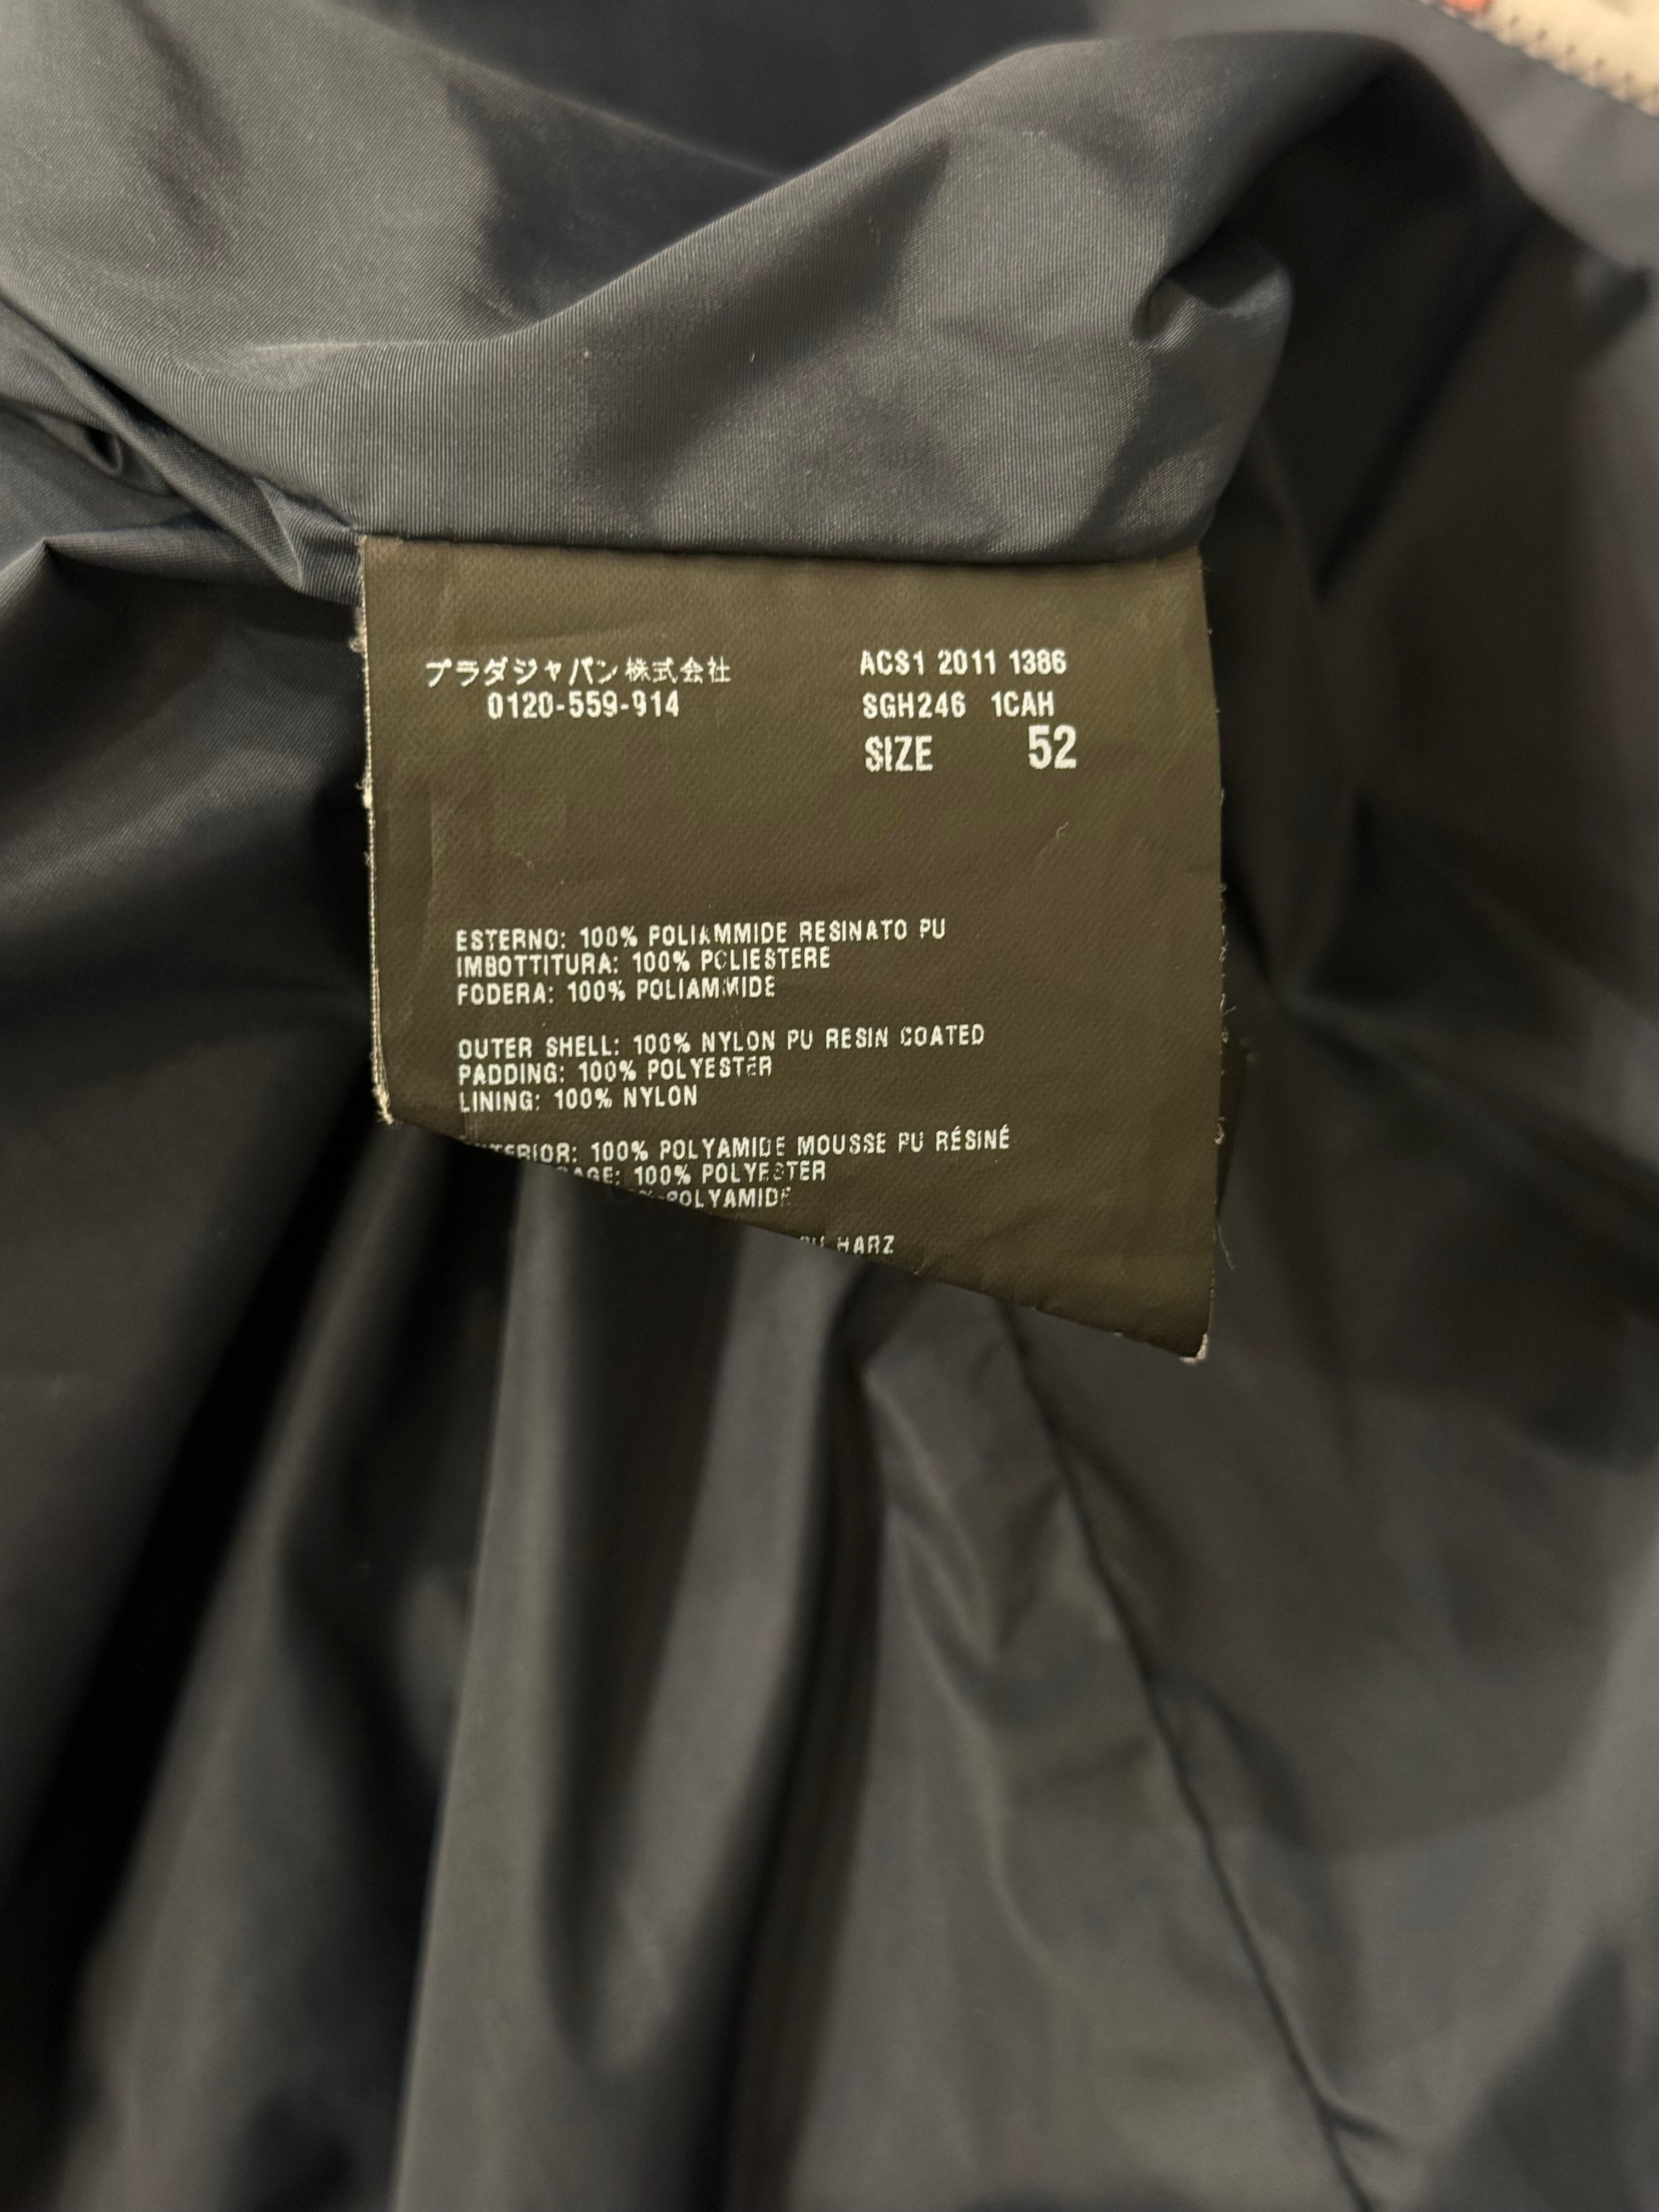 プラダジャパン株式会社
0120-559-914
ACS1 2011 1386
SGH246 1CAH
SIZE 52
ESTERNO: 100% POLIAMMIDE RESINATO PU
IMBOTTITURA: 100% POLIESTERE
FODERA: 100% POLIAMMIDE
OUTER SHELL: 100% NYLON PU RESIN COATED
PADDING: 100% POLYESTER
LINING: 100% NYLON
100% POLYAMIDE MOUSSE PU RÉSINÉ
100% POLYESTER
POLYAMIDE
HARZ